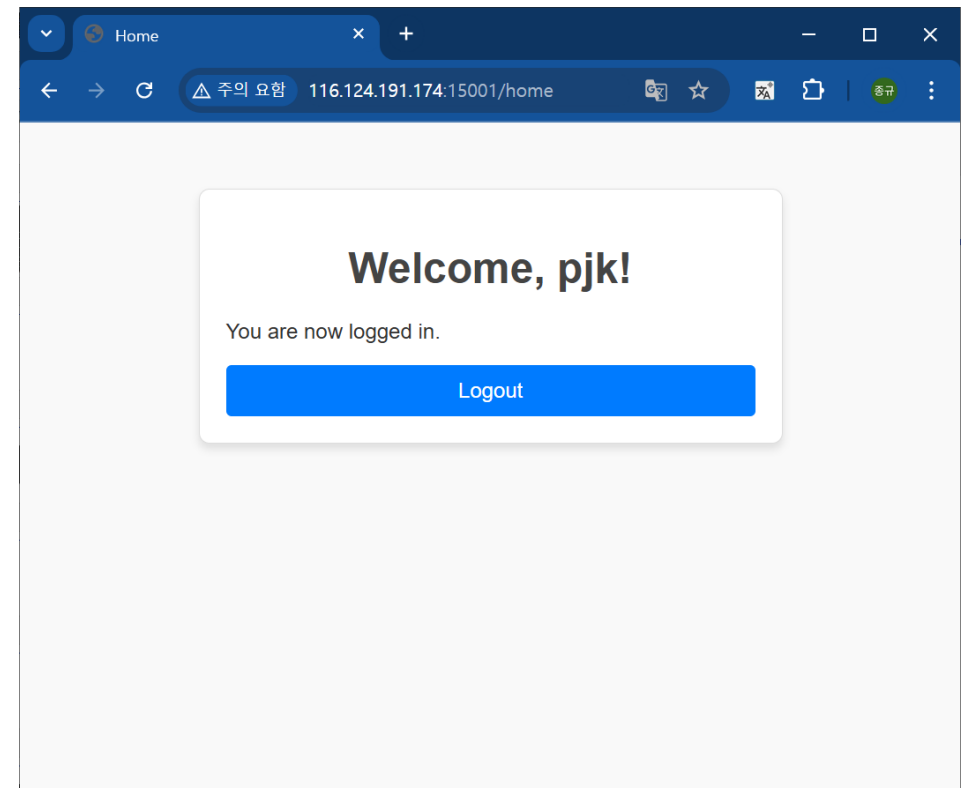 Home
주의 요함 116.124.191.174:15001/home
종규
Welcome, pjk!
You are now logged in.
Logout